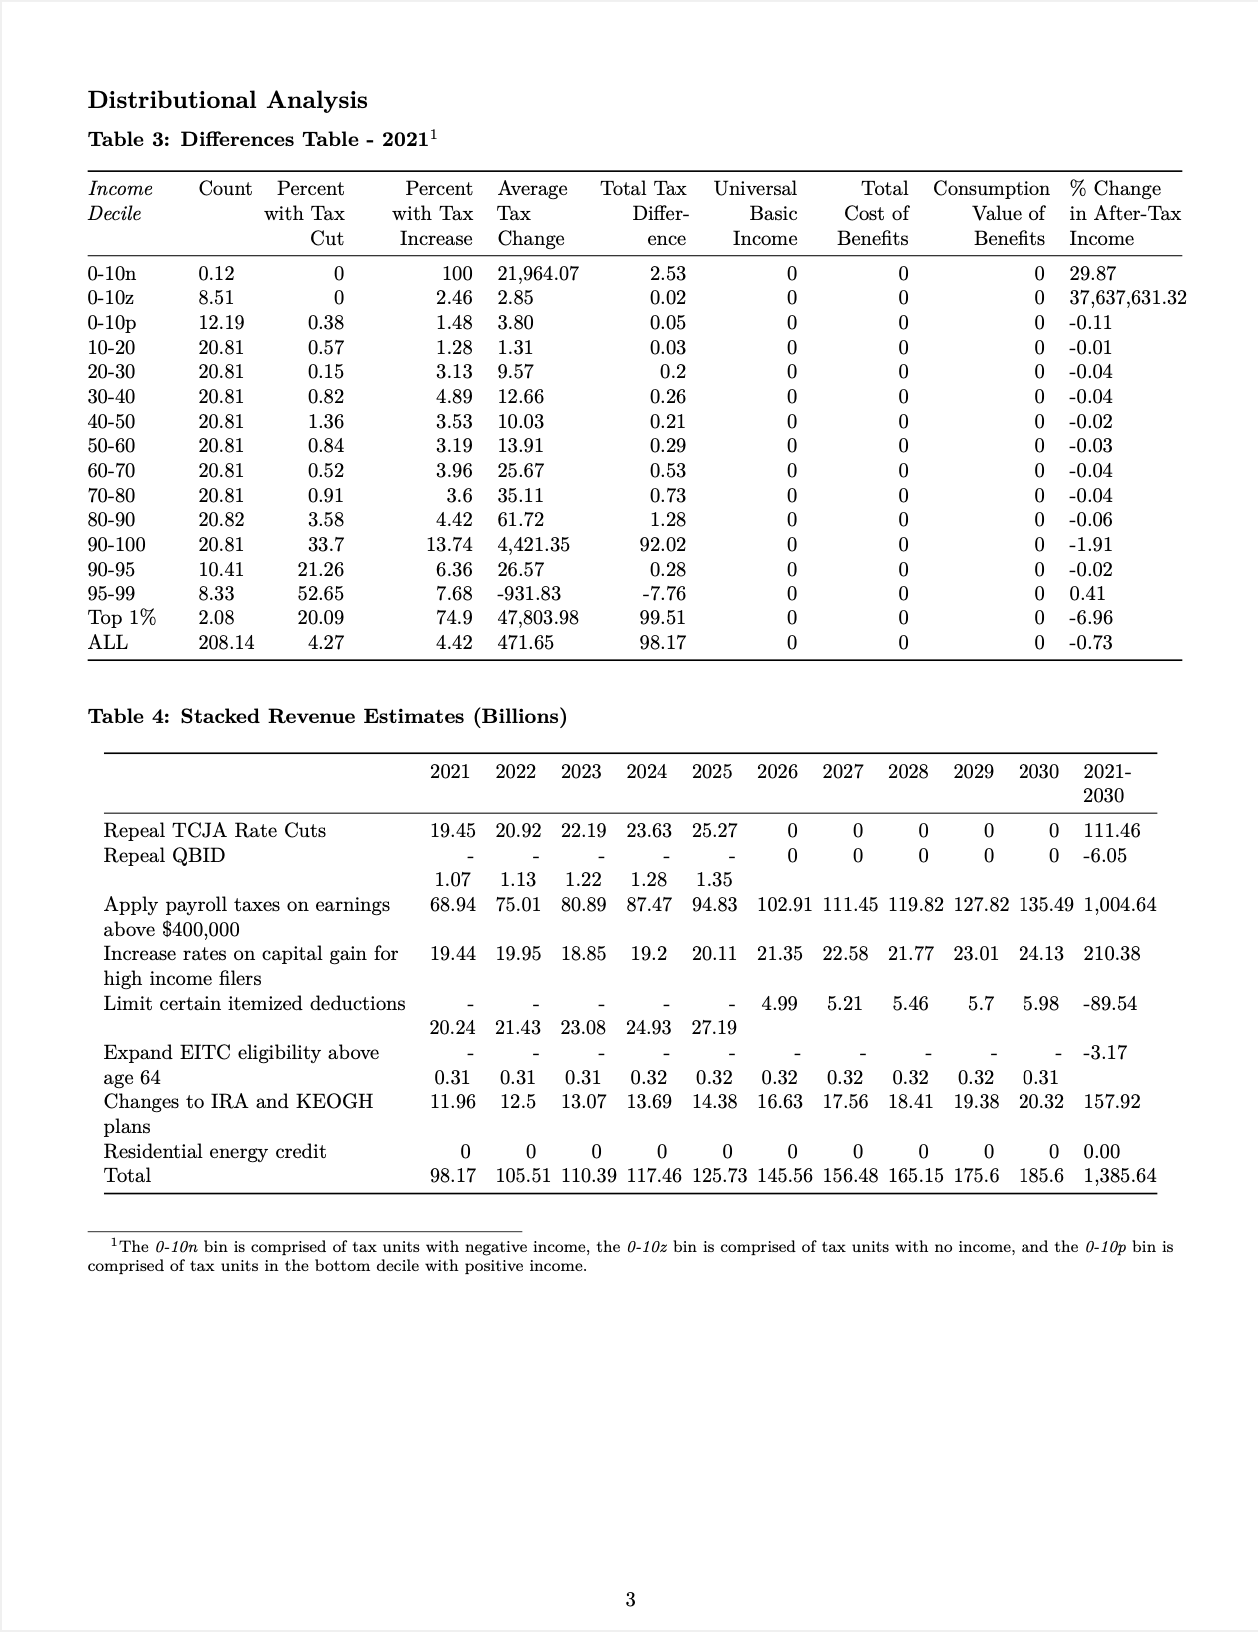 Distributional Analysis
Table 3: Differences Table - 2021¹
Income Count Percent Percent Average Total Tax Universal Total Consumption % Change
Decile with Tax with Tax Tax Differ- Basic Cost of Value of in After-Tax
Cut Increase Change ence Income Benefits Benefits Income
0-10n 0.12 0 100 21,964.07 2.53 0 0 0 29.87
0-10z 8.51 0 2.46 2.85 0.02 0 0 0 37,637,631.32
0-10p 12.19 0.38 1.48 3.80 0.05 0 0 0 -0.11
10-20 20.81 0.57 1.28 1.31 0.03 0 0 0 -0.01
20-30 20.81 0.15 3.13 9.57 0.2 0 0 0 -0.04
30-40 20.81 0.82 4.89 12.66 0.26 0 0 0 -0.04
40-50 20.81 1.36 3.53 10.03 0.21 0 0 0 -0.02
50-60 20.81 0.84 3.19 13.91 0.29 0 0 0 -0.03
60-70 20.81 0.52 3.96 25.67 0.53 0 0 0 -0.04
70-80 20.81 0.91 3.6 35.11 0.73 0 0 0 -0.04
80-90 20.82 3.58 4.42 61.72 1.28 0 0 0 -0.06
90-100 20.81 33.7 13.74 4,421.35 92.02 0 0 0 -1.91
90-95 10.41 21.26 6.36 26.57 0.28 0 0 0 -0.02
95-99 8.33 52.65 7.68 -931.83 -7.76 0 0 0 0.41
Top 1% 2.08 20.09 74.9 47,803.98 99.51 0 0 0 -6.96
ALL 208.14 4.27 4.42 471.65 98.17 0 0 0 -0.73
Table 4: Stacked Revenue Estimates (Billions)
2021 2022 2023 2024 2025 2026 2027 2028 2029 2030 2021-
2030
Repeal TCJA Rate Cuts 19.45 20.92 22.19 23.63 25.27 0 0 0 0 0 111.46
Repeal QBID - - - - - 0 0 0 0 0 -6.05
1.07 1.13 1.22 1.28 1.35
Apply payroll taxes on earnings 68.94 75.01 80.89 87.47 94.83 102.91 111.45 119.82 127.82 135.49 1,004.64
above $400,000
Increase rates on capital gain for 19.44 19.95 18.85 19.2 20.11 21.35 22.58 21.77 23.01 24.13 210.38
high income filers
Limit certain itemized deductions - - - - - 4.99 5.21 5.46 5.7 5.98 -89.54
20.24 21.43 23.08 24.93 27.19
Expand EITC eligibility above - - - - - - - - - - -3.17
age 64 0.31 0.31 0.31 0.32 0.32 0.32 0.32 0.32 0.32 0.31
Changes to IRA and KEOGH 11.96 12.5 13.07 13.69 14.38 16.63 17.56 18.41 19.38 20.32 157.92
plans
Residential energy credit 0 0 0 0 0 0 0 0 0 0 0.00
Total 98.17 105.51 110.39 117.46 125.73 145.56 156.48 165.15 175.6 185.6 1,385.64
¹The 0-10n bin is comprised of tax units with negative income, the 0-10z bin is comprised of tax units with no income, and the 0-10p bin is
comprised of tax units in the bottom decile with positive income.
3